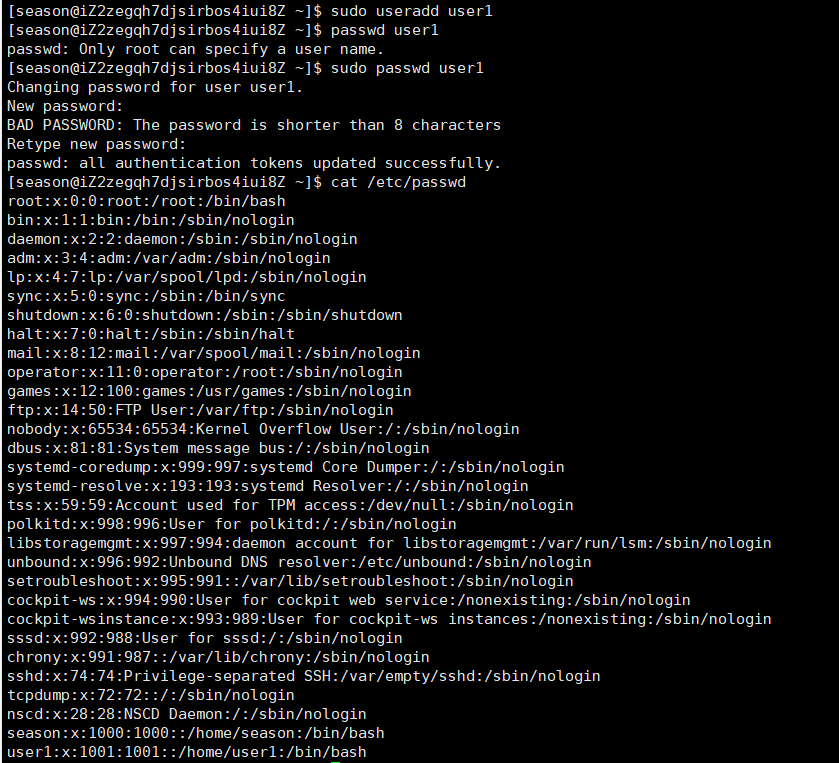 [season@iZ2zegqh7djsirbos4iui8Z ~]$ sudo useradd user1
[season@iZ2zegqh7djsirbos4iui8Z ~]$ passwd user1
passwd: Only root can specify a user name.
[season@iZ2zegqh7djsirbos4iui8Z ~]$ sudo passwd user1
Changing password for user user1.
New password:
BAD PASSWORD: The password is shorter than 8 characters
Retype new password:
passwd: all authentication tokens updated successfully.
[season@iZ2zegqh7djsirbos4iui8Z ~]$ cat /etc/passwd
root:x:0:0:root:/root:/bin/bash
bin:x:1:1:bin:/bin:/sbin/nologin
daemon:x:2:2:daemon:/sbin:/sbin/nologin
adm:x:3:4:adm:/var/adm:/sbin/nologin
lp:x:4:7:lp:/var/spool/lpd:/sbin/nologin
sync:x:5:0:sync:/sbin:/bin/sync
shutdown:x:6:0:shutdown:/sbin:/sbin/shutdown
halt:x:7:0:halt:/sbin:/sbin/halt
mail:x:8:12:mail:/var/spool/mail:/sbin/nologin
operator:x:11:0:operator:/root:/sbin/nologin
games:x:12:100:games:/usr/games:/sbin/nologin
ftp:x:14:50:FTP User:/var/ftp:/sbin/nologin
nobody:x:65534:65534:Kernel Overflow User:/:/sbin/nologin
dbus:x:81:81:System message bus:/:/sbin/nologin
systemd-coredump:x:999:997:systemd Core Dumper:/:/sbin/nologin
systemd-resolve:x:193:193:systemd Resolver:/:/sbin/nologin
tss:x:59:59:Account used for TPM access:/dev/null:/sbin/nologin
polkitd:x:998:996:User for polkitd:/:/sbin/nologin
libstoragemgmt:x:997:994:daemon account for libstoragemgmt:/var/run/lsm:/sbin/nologin
unbound:x:996:992:Unbound DNS resolver:/etc/unbound:/sbin/nologin
setroubleshoot:x:995:991::/var/lib/setroubleshoot:/sbin/nologin
cockpit-ws:x:994:990:User for cockpit web service:/nonexisting:/sbin/nologin
cockpit-wsinstance:x:993:989:User for cockpit-ws instances:/nonexisting:/sbin/nologin
sssd:x:992:988:User for sssd:/:/sbin/nologin
chrony:x:991:987::/var/lib/chrony:/sbin/nologin
sshd:x:74:74:Privilege-separated SSH:/var/empty/sshd:/sbin/nologin
tcpdump:x:72:72::/:/sbin/nologin
nscd:x:28:28:NSCD Daemon:/:/sbin/nologin
season:x:1000:1000::/home/season:/bin/bash
user1:x:1001:1001::/home/user1:/bin/bash